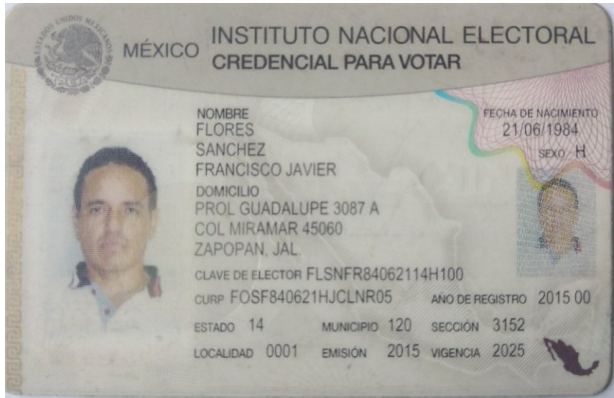 MÉXICO
INSTITUTO NACIONAL ELECTORAL
CREDENCIAL PARA VOTAR
NOMBRE
FLORES
SANCHEZ
FRANCISCO JAVIER
DOMICILIO
PROL GUADALUPE 3087 A
COL MIRAMAR 45060
ZAPOPAN, JAL.
FECHA DE NACIMIENTO
21/06/1984
SEXO H
CLAVE DE ELECTOR FLSNFR84062114H100
CURP FOSF840621HJCLNR05 AÑO DE REGISTRO 2015 00
ESTADO 14 MUNICIPIO 120 SECCIÓN 3152
LOCALIDAD 0001 EMISIÓN 2015 VIGENCIA 2025